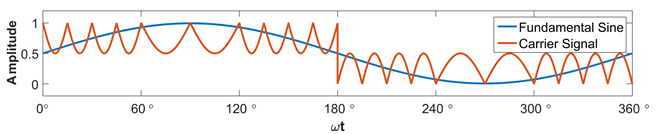 Amplitude
1
0.5
0
Fundamental Sine
Carrier Signal
0°
60 °
120 °
180 °
240 °
300 °
360 °
ωt